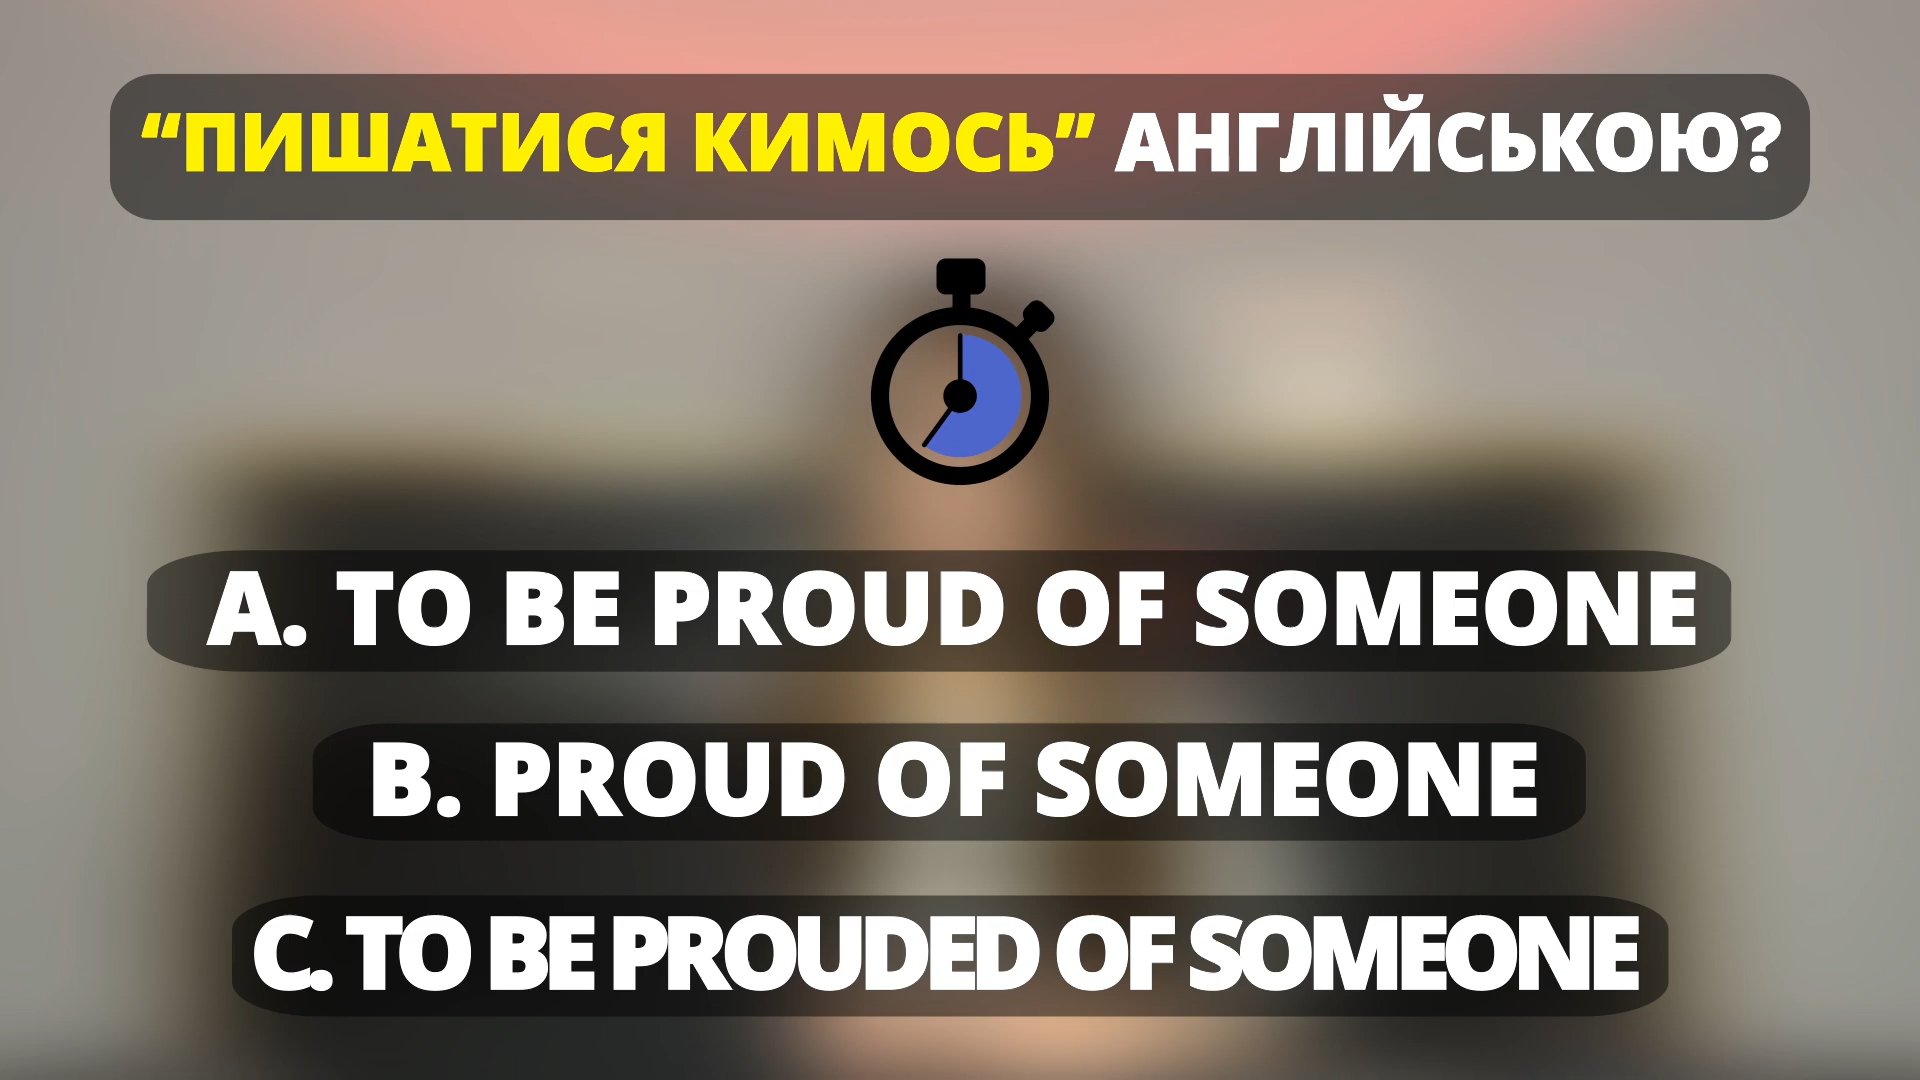 “ПИШАТИСЯ КИМОСЬ” АНГЛІЙСЬКОЮ?
A. TO BE PROUD OF SOMEONE
B. PROUD OF SOMEONE
C. TO BE PROUDED OF SOMEONE